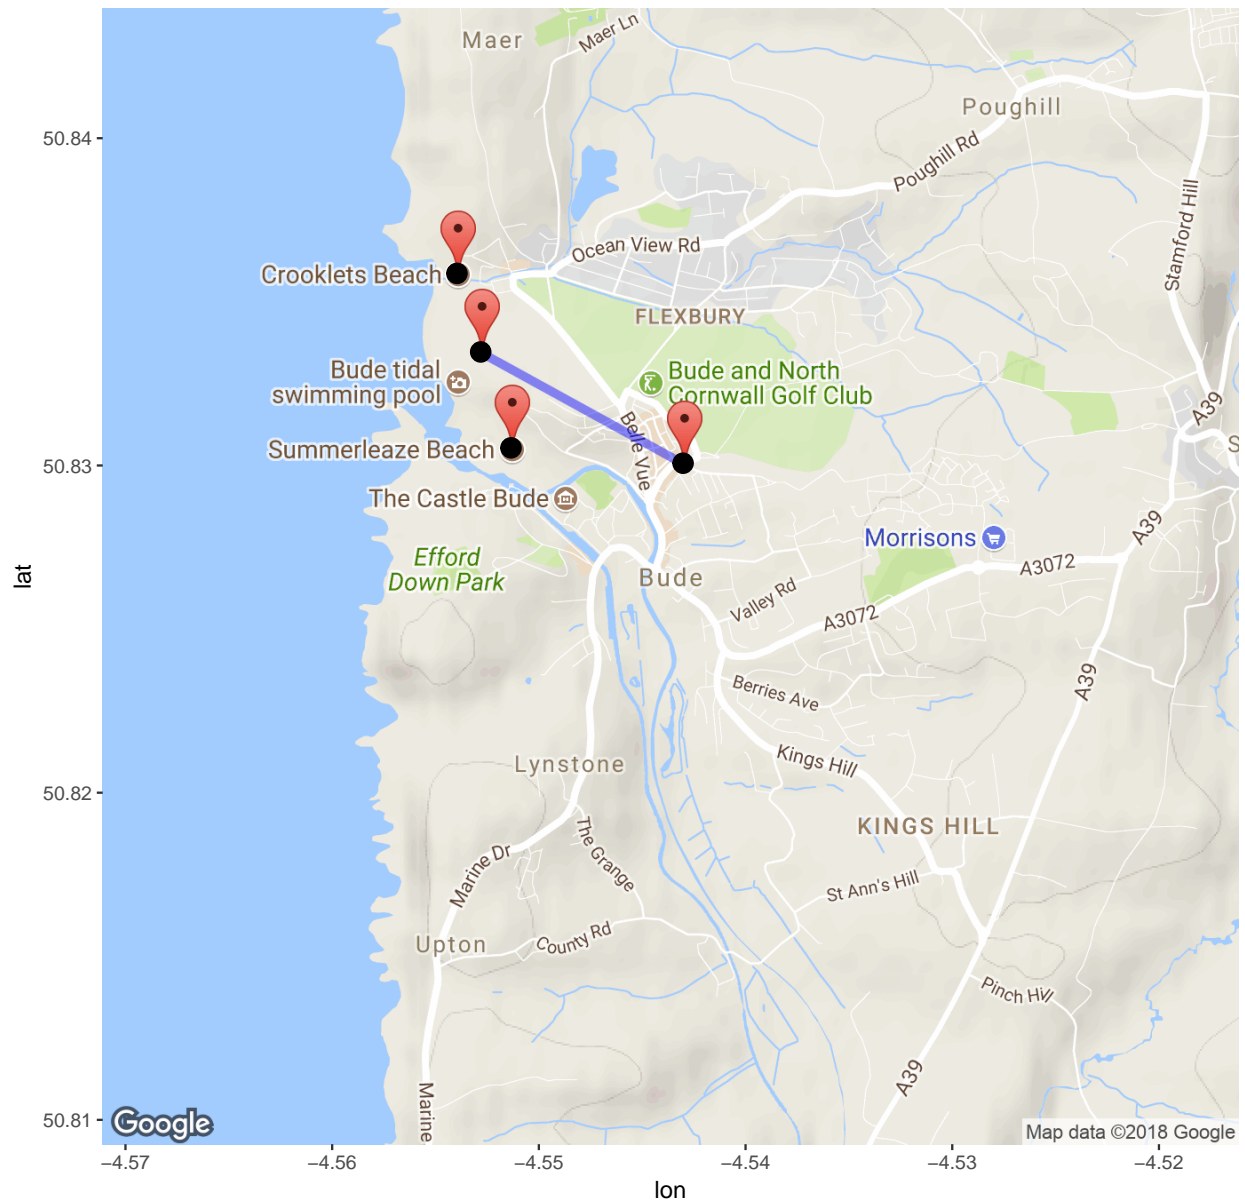 Maer
Maer Ln
Poughill
50.84
Poughill Rd
Stamford Hill
Ocean View Rd
Crooklets Beach
FLEXBURY
Bude tidal
swimming pool
Bude and North
Cornwall Golf Club
A39
Belle Vue
S
50.83
Summerleaze Beach
The Castle Bude
A39
Morrisons
Efford
Down Park
A3072
lat
Bude
Valley Rd
A3072
A39
Berries Ave
Lynstone
Kings Hill
50.82
KINGS HILL
The Grange
Marine Dr
St Ann's Hill
Upton
County Rd
Pinch Hill
A39
Marine
50.81
Google
Map data ©2018 Google
−4.57
−4.56
−4.55
−4.54
−4.53
−4.52
lon